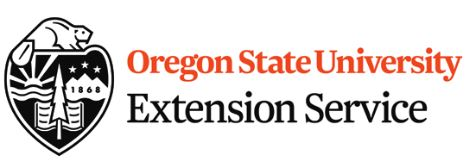 1868
Oregon State University
Extension Service